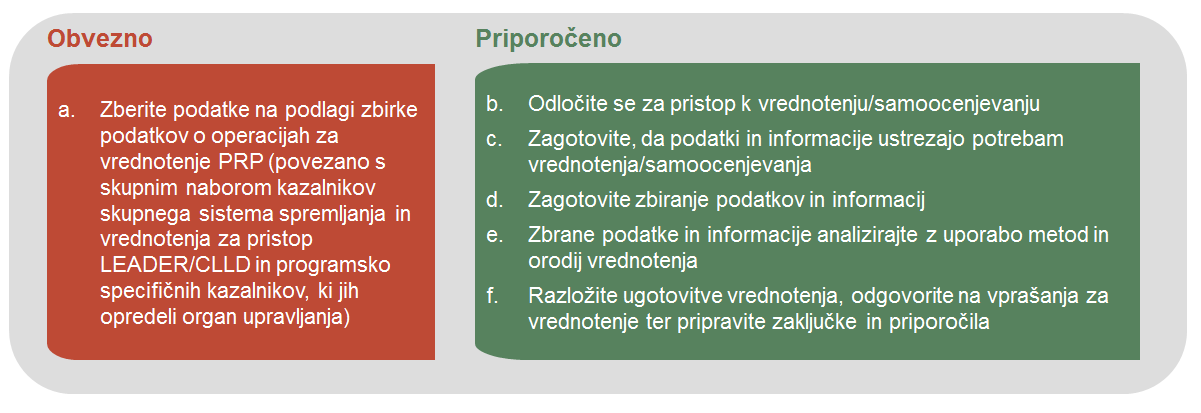 Obvezno
a. Zberite podatke na podlagi zbirke
podatkov o operacijah za
vrednotenje PRP (povezano s
skupnim naborom kazalnikov
skupnega sistema spremljanja in
vrednotenja za pristop
LEADER/CLLD in programsko
specifičnih kazalnikov, ki jih
opredeli organ upravljanja)
Priporočeno
b. Odločite se za pristop k vrednotenju/samoocenjevanju
c. Zagotovite, da podatki in informacije ustrezajo potrebam
vrednotenja/samoocenjevanja
d. Zagotovite zbiranje podatkov in informacij
e. Zbrane podatke in informacije analizirajte z uporabo metod in
orodij vrednotenja
f. Razložite ugotovitve vrednotenja, odgovorite na vprašanja za
vrednotenje ter pripravite zaključke in priporočila